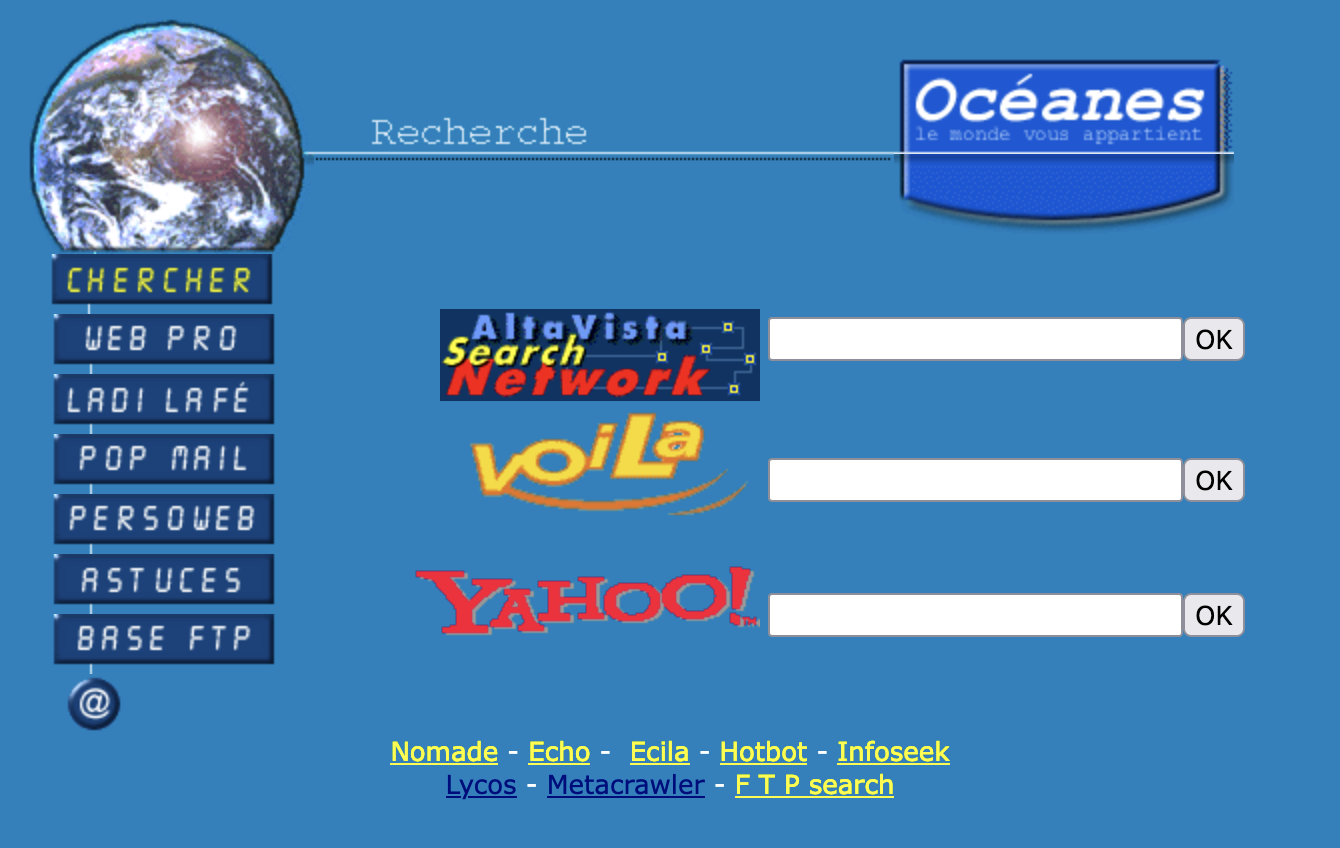 Recherche
Océanes
le monde vous appartient
CHERCHER
WEB PRO
LADI LAFÉ
POP MAIL
PERSOWEB
ASTUCES
BASE FTP
@
AltaVista
Search
Network
OK
VOiLa
OK
YAHOO!™
OK
Nomade - Echo - Ecila - Hotbot - Infoseek
Lycos - Metacrawler - F T P search